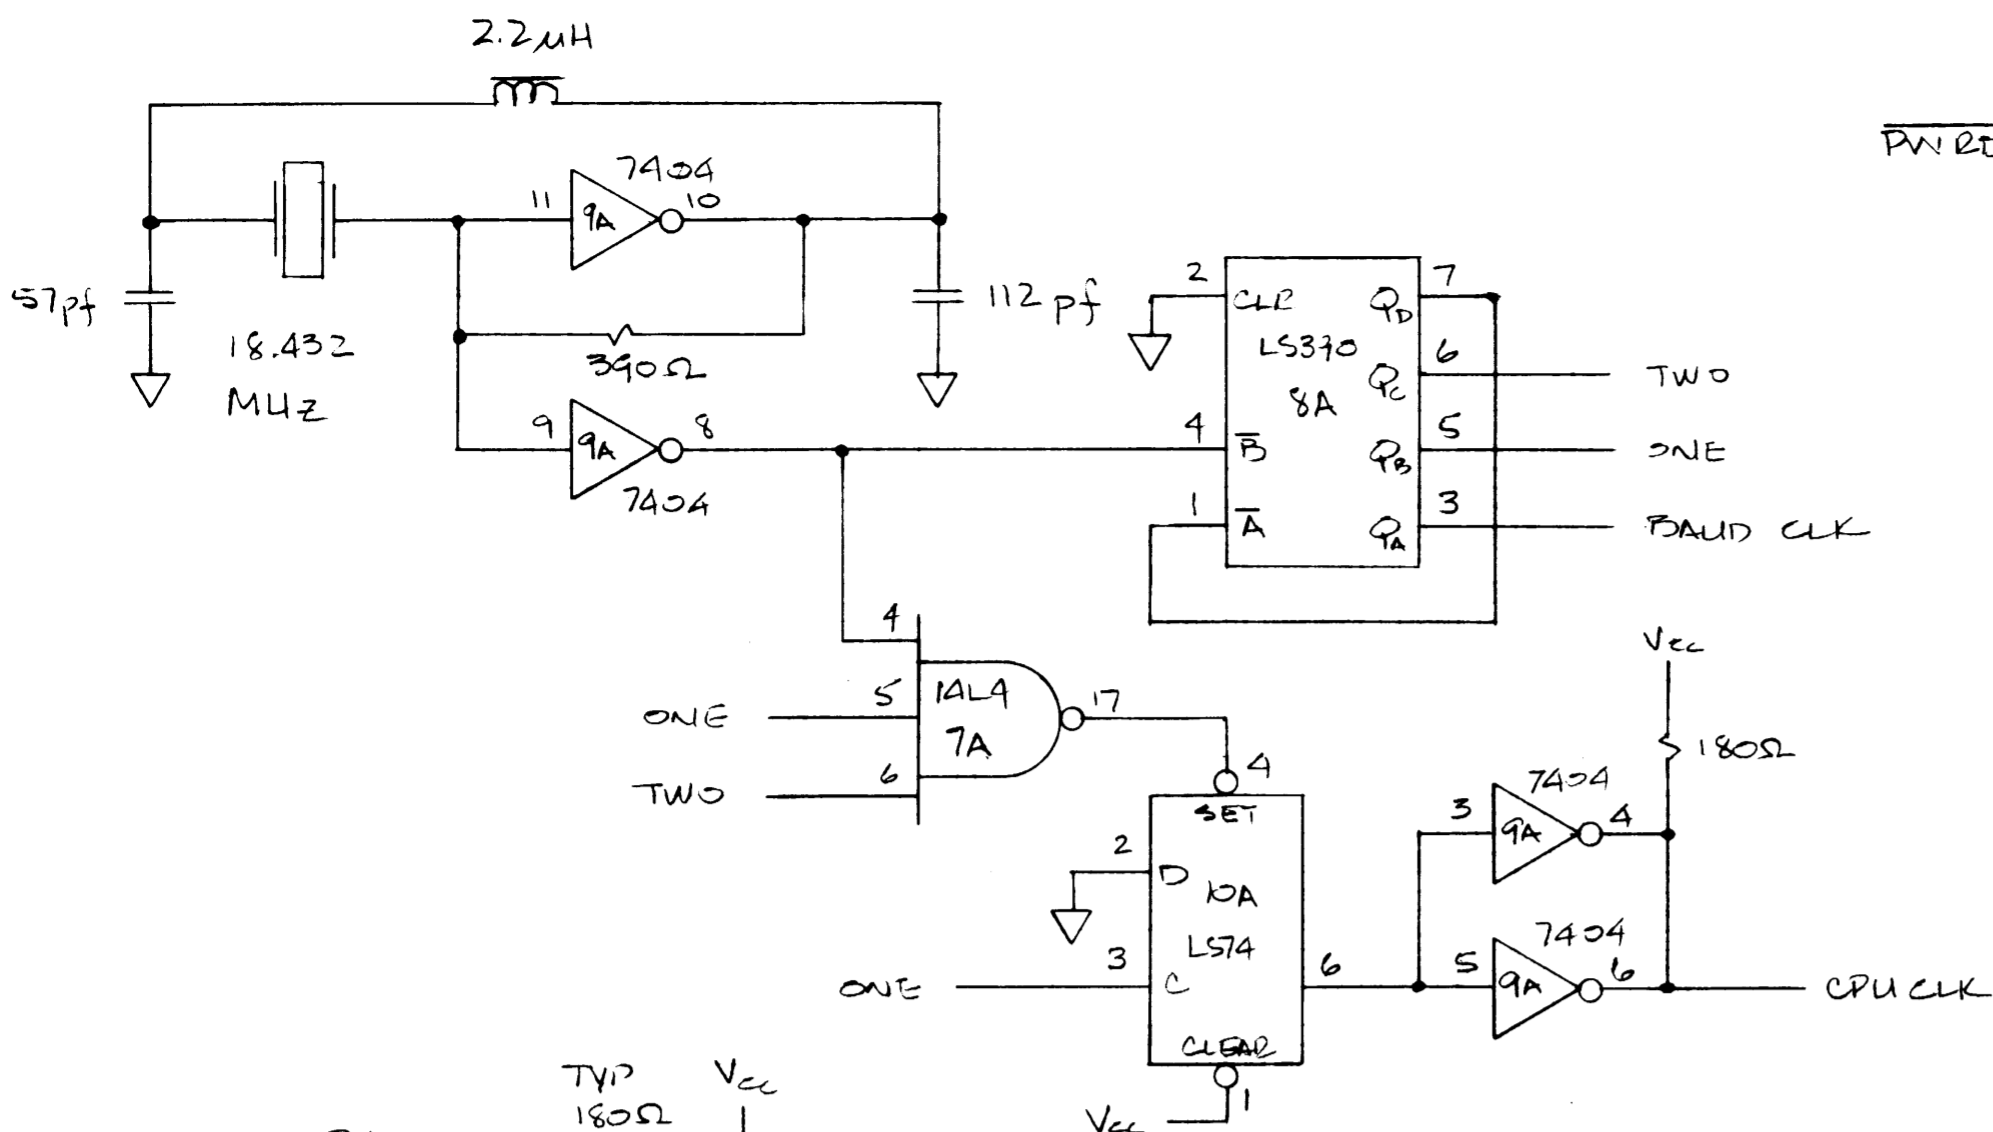 2.2µH
7404
11
9A
10
57pf
18.432
MHZ
390Ω
112 pf
9
9A
8
7404
2
CLR
QD
7
LS390
8A
QC
6
TWO
4
B
QB
5
ONE
1
A
QA
3
BAUD CLK
4
ONE
5
14L4
7A
17
TWO
6
4
SET
2
D
10A
LS74
ONE
3
C
6
CLEAR
1
Vcc
Vcc
180Ω
7404
3
9A
4
7404
5
9A
6
CPU CLK
TYP
180Ω
Vcc